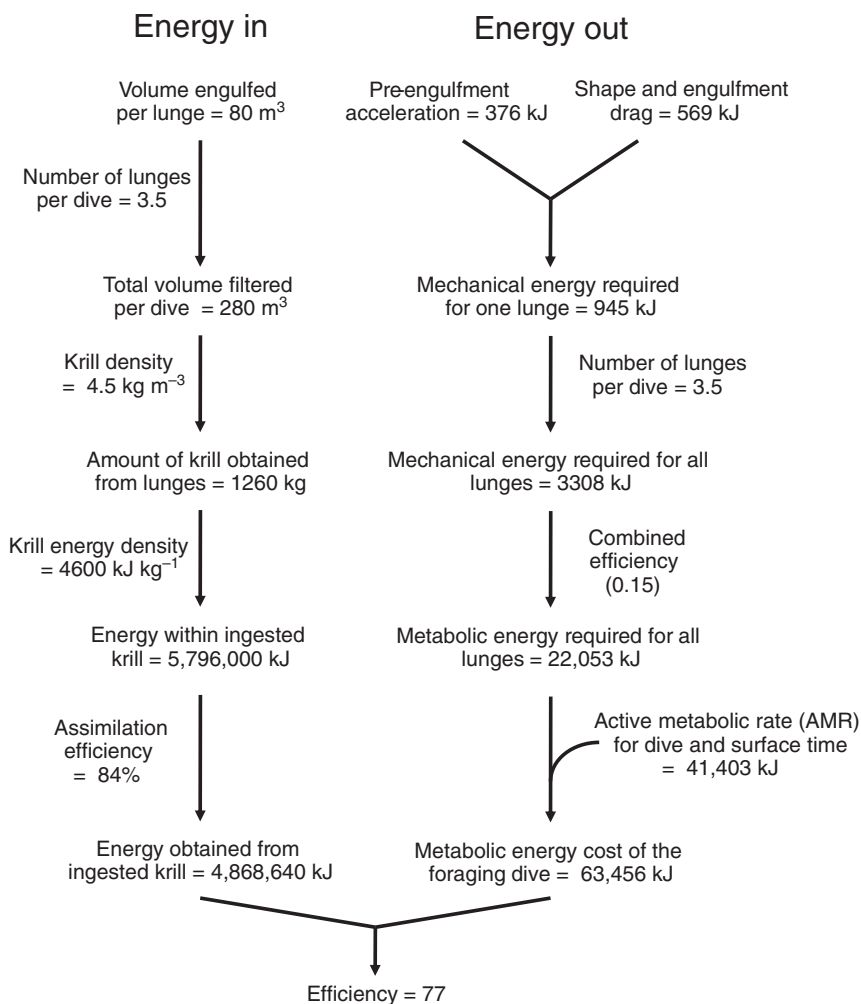 Energy in
Energy out
Volume engulfed
per lunge = 80 m³
Pre-engulfment
acceleration = 376 kJ
Shape and engulfment
drag = 569 kJ
Number of lunges
per dive = 3.5
Total volume filtered
per dive = 280 m³
Mechanical energy required
for one lunge = 945 kJ
Krill density
= 4.5 kg m⁻³
Number of lunges
per dive = 3.5
Amount of krill obtained
from lunges = 1260 kg
Mechanical energy required for all
lunges = 3308 kJ
Krill energy density
= 4600 kJ kg⁻¹
Combined
efficiency
(0.15)
Energy within ingested
krill = 5,796,000 kJ
Metabolic energy required for all
lunges = 22,053 kJ
Assimilation
efficiency
= 84%
Active metabolic rate (AMR)
for dive and surface time
= 41,403 kJ
Energy obtained from
ingested krill = 4,868,640 kJ
Metabolic energy cost of the
foraging dive = 63,456 kJ
Efficiency = 77